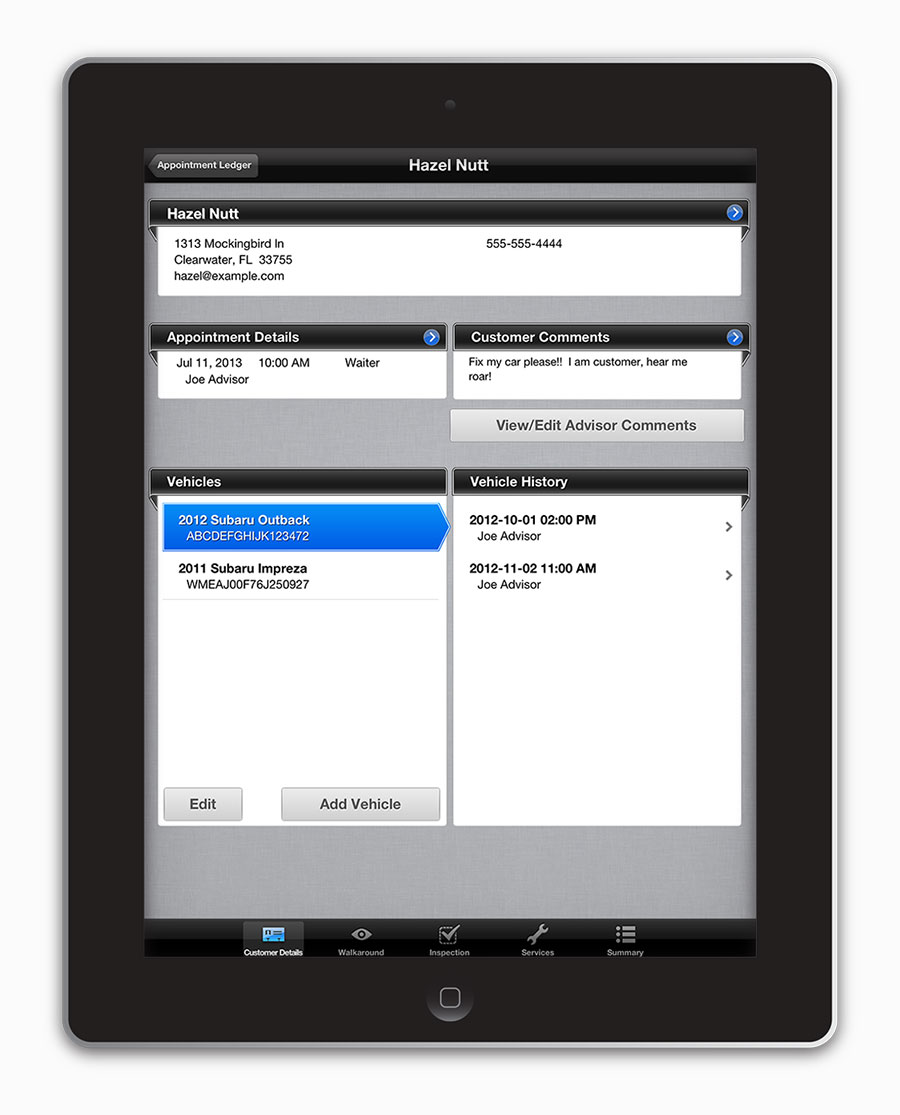 Appointment Ledger
Hazel Nutt
Hazel Nutt
1313 Mockingbird ln
555-555-4444
Clearwater, FL 33755
hazel@example.com
Appointment Details
Jul 11, 2013 10:00 AM Waiter
Joe Advisor
Customer Comments
Fix my car please!! I am customer, hear me
roar!
View/Edit Advisor Comments
Vehicles
2012 Subaru Outback
ABCDEFGHIJK123472
2011 Subaru Impreza
WMEAJ00F76J250927
Edit
Add Vehicle
Vehicle History
2012-10-01 02:00 PM
Joe Advisor
2012-11-02 11:00 AM
Joe Advisor
Customer Details
Walkaround
Inspection
Services
Summary